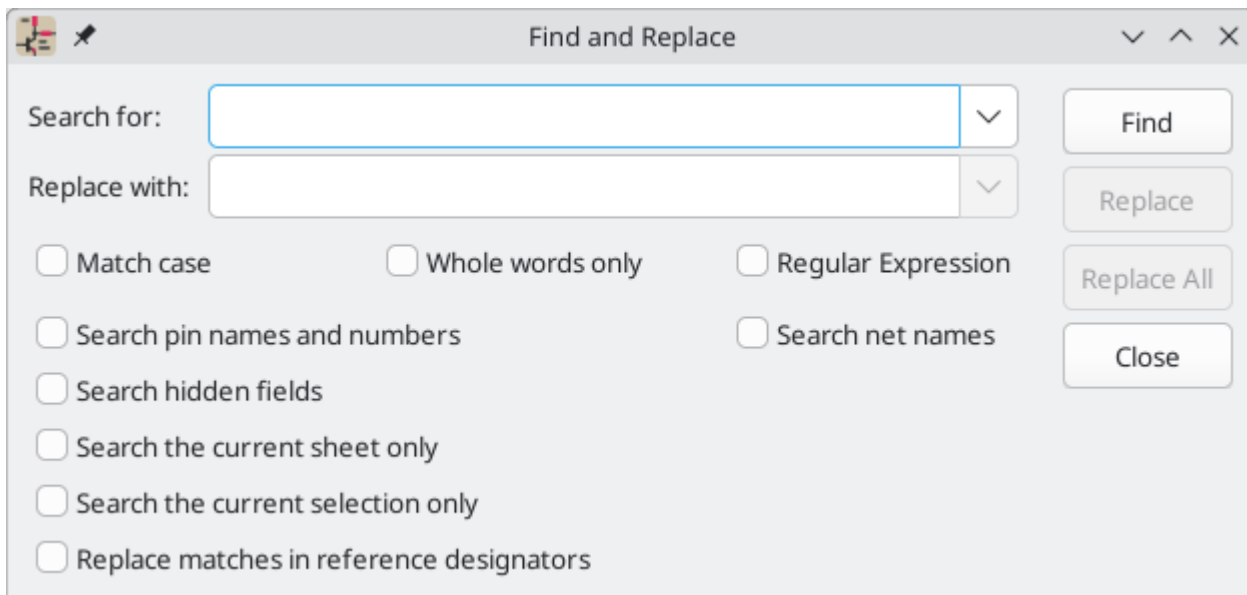 Find and Replace
Search for:
Find
Replace with:
Replace
Match case
Whole words only
Regular Expression
Replace All
Search pin names and numbers
Search net names
Close
Search hidden fields
Search the current sheet only
Search the current selection only
Replace matches in reference designators